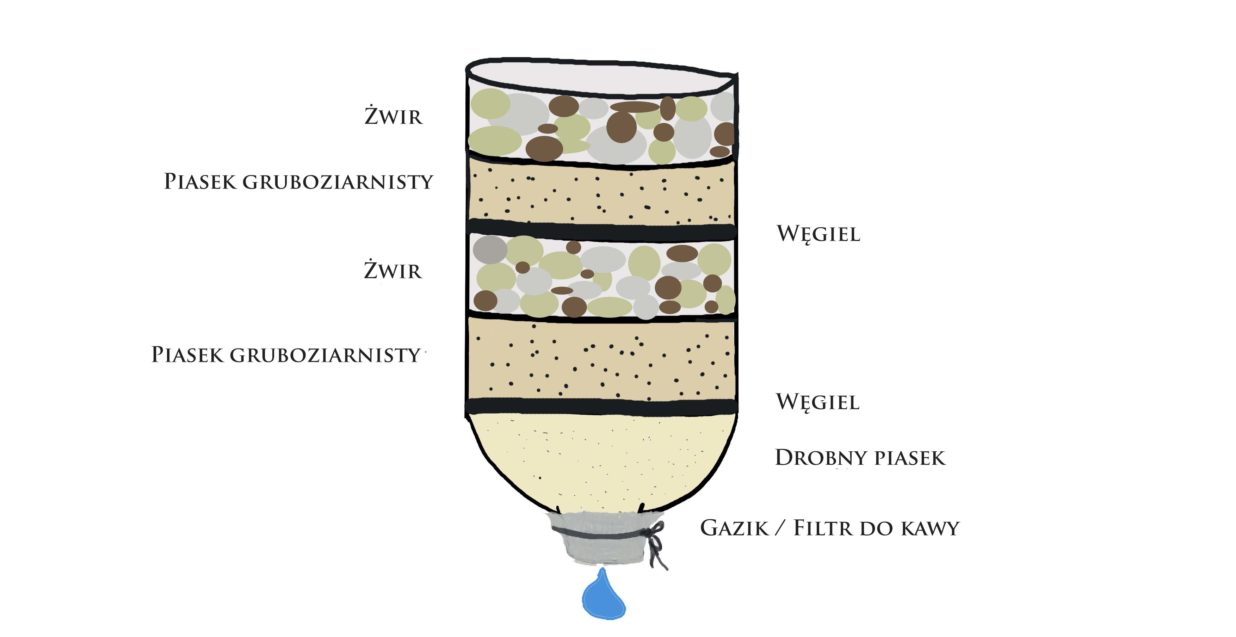 Żwir
Piasek gruboziarnisty
Węgiel
Żwir
Piasek gruboziarnisty
Węgiel
Drobny piasek
Gazik / Filtr do kawy